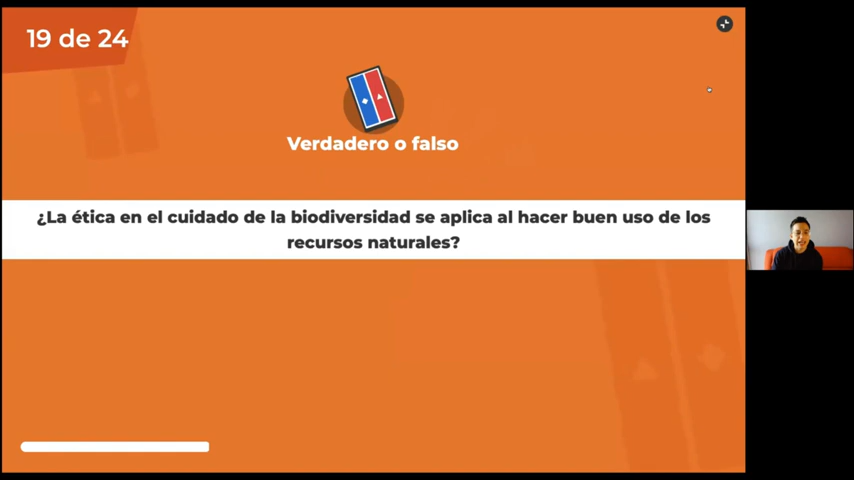 19 de 24
Verdadero o falso
¿La ética en el cuidado de la biodiversidad se aplica al hacer buen uso de los
recursos naturales?